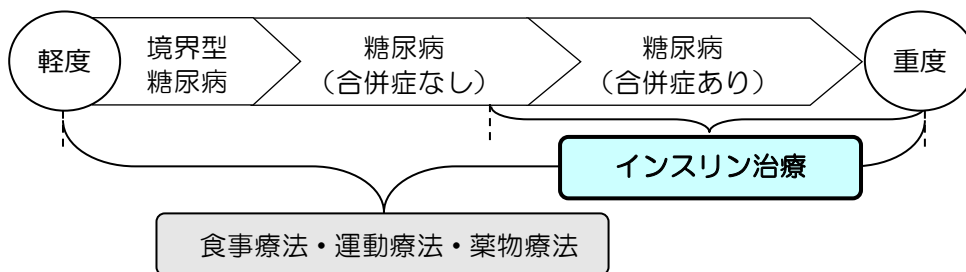 軽度
境界型
糖尿病
糖尿病
（合併症なし）
糖尿病
（合併症あり）
重度
インスリン治療
食事療法・運動療法・薬物療法